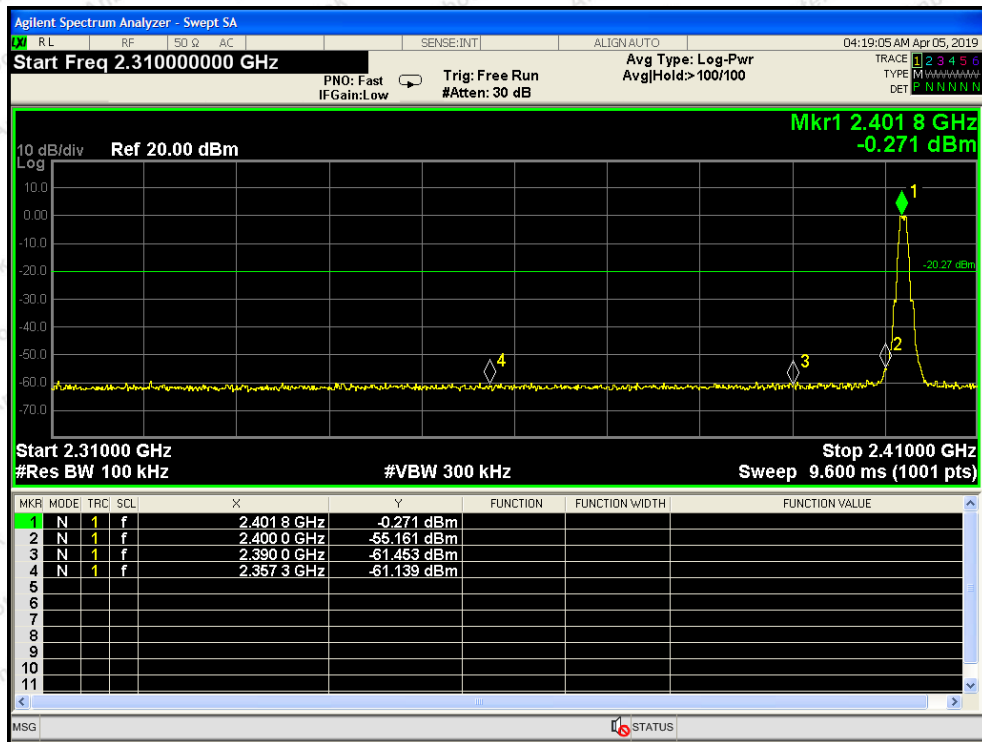 Agilent Spectrum Analyzer - Swept SA
LXI RL RF 50 Ω AC SENSE:INT ALIGN AUTO 04:19:05 AM Apr 05, 2019
Start Freq 2.310000000 GHz
PNO: Fast
IFGain:Low
Trig: Free Run
#Atten: 30 dB
Avg Type: Log-Pwr
Avg|Hold:>100/100
TRACE 1 2 3 4 5 6
TYPE M W W W W W
DET P N N N N N
Mkr1 2.401 8 GHz
-0.271 dBm
10 dB/div Ref 20.00 dBm
Log
10.0
0.00
-10.0
-20.0
-30.0
-40.0
-50.0
-60.0
-70.0
1
-20.27 dBm
2
3
4
Start 2.31000 GHz Stop 2.41000 GHz
#Res BW 100 kHz #VBW 300 kHz Sweep 9.600 ms (1001 pts)
MKR MODE TRC SCL X Y FUNCTION FUNCTION WIDTH FUNCTION VALUE
1 N 1 f 2.401 8 GHz -0.271 dBm
2 N 1 f 2.400 0 GHz -55.161 dBm
3 N 1 f 2.390 0 GHz -61.453 dBm
4 N 1 f 2.357 3 GHz -61.139 dBm
5
6
7
8
9
10
11
MSG STATUS